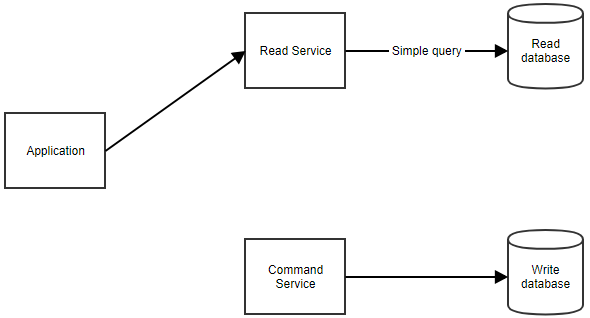 Read Service
Simple query
Read
database
Application
Command
Service
Write
database